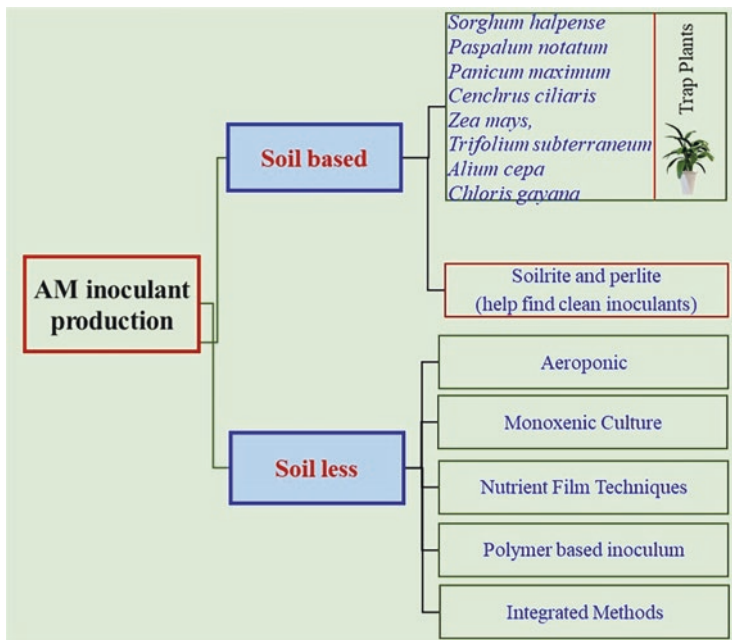 Sorghum halpense
Paspalum notatum
Panicum maximum
Cenchrus ciliaris
Zea mays,
Trifolium subterraneum
Alium cepa
Chloris gayana
Trap Plants
Soil based
Soilrite and perlite
(help find clean inoculants)
AM inoculant
production
Aeroponic
Monoxenic Culture
Soil less
Nutrient Film Techniques
Polymer based inoculum
Integrated Methods